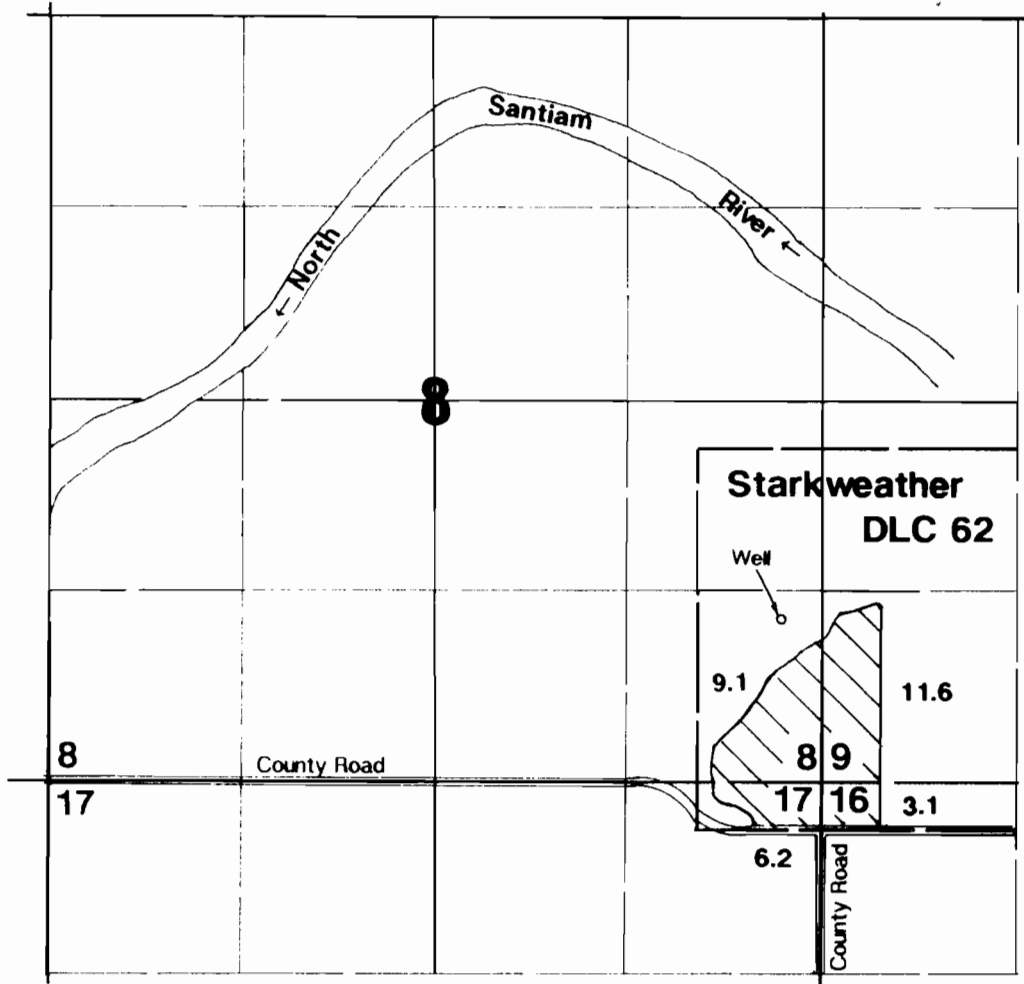 Santiam
River ←
← North
8
Starkweather
DLC 62
Well
9.1
11.6
8
8 9
County Road
17
17 16
3.1
6.2
County Road